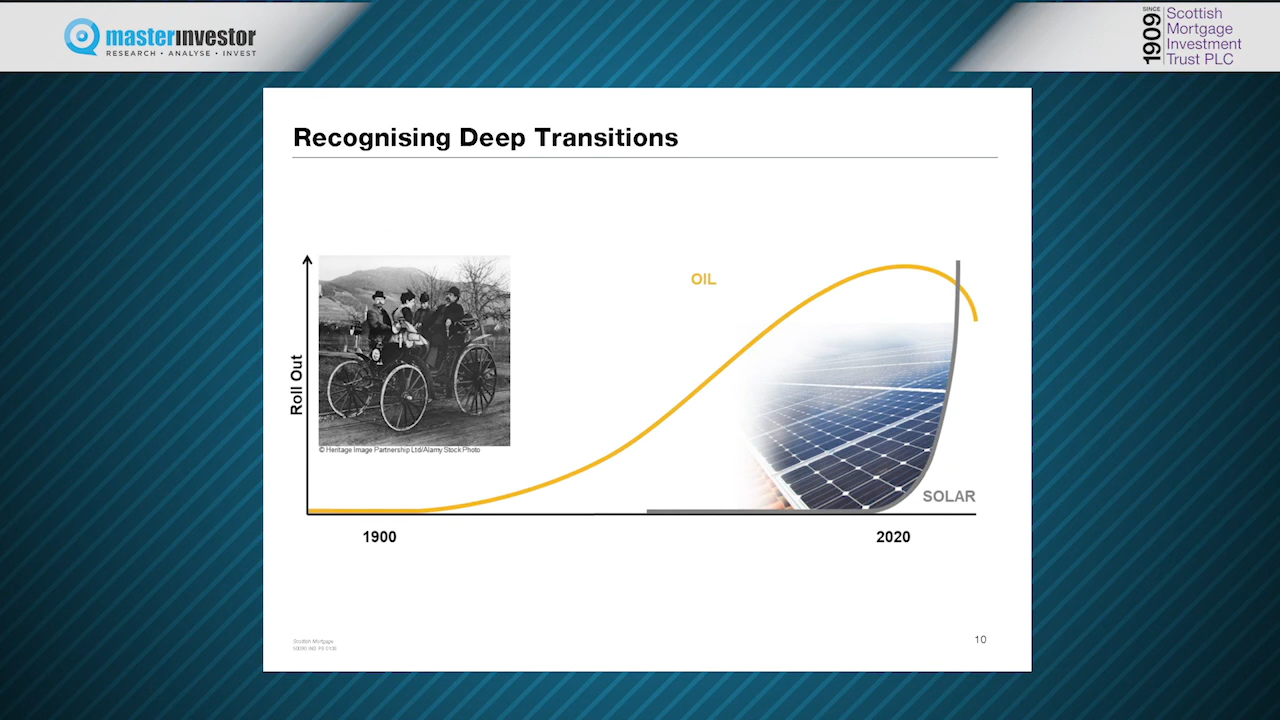 masterinvestor
RESEARCH • ANALYSE • INVEST
SINCE
1909
Scottish
Mortgage
Investment
Trust PLC
Recognising Deep Transitions
OIL
Roll Out
© Heritage Image Partnership Ltd/Alamy Stock Photo
SOLAR
1900
2020
Scottish Mortgage
10